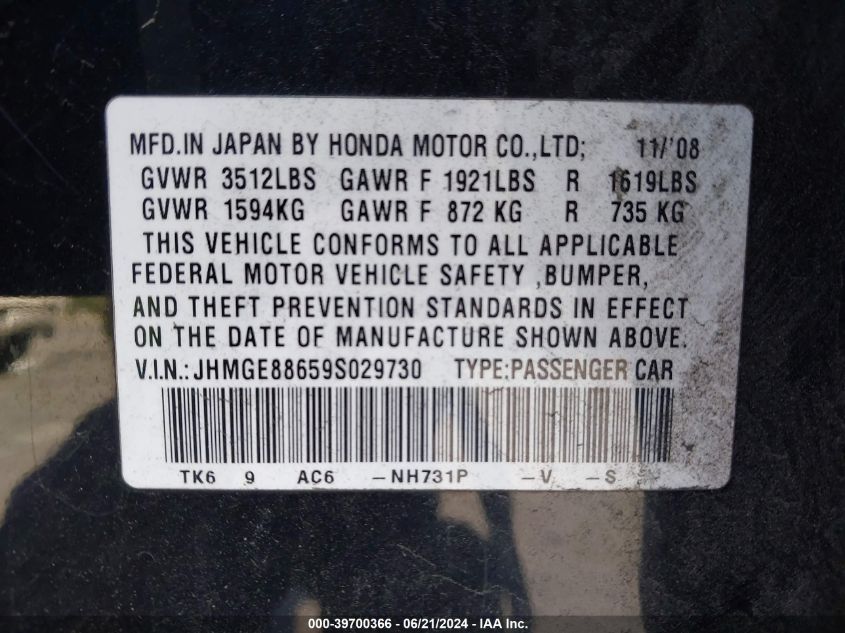 MFD.IN JAPAN BY HONDA MOTOR CO.,LTD; 11/'08
GVWR 3512LBS GAWR F 1921LBS R 1619LBS
GVWR 1594KG GAWR F 872 KG R 735 KG
THIS VEHICLE CONFORMS TO ALL APPLICABLE
FEDERAL MOTOR VEHICLE SAFETY ,BUMPER,
AND THEFT PREVENTION STANDARDS IN EFFECT
ON THE DATE OF MANUFACTURE SHOWN ABOVE.
V.I.N.:JHMGE88659S029730 TYPE:PASSENGER CAR
TK6 9 AC6 -NH731P -V -S
000-39700366 - 06/21/2024 - IAA Inc.